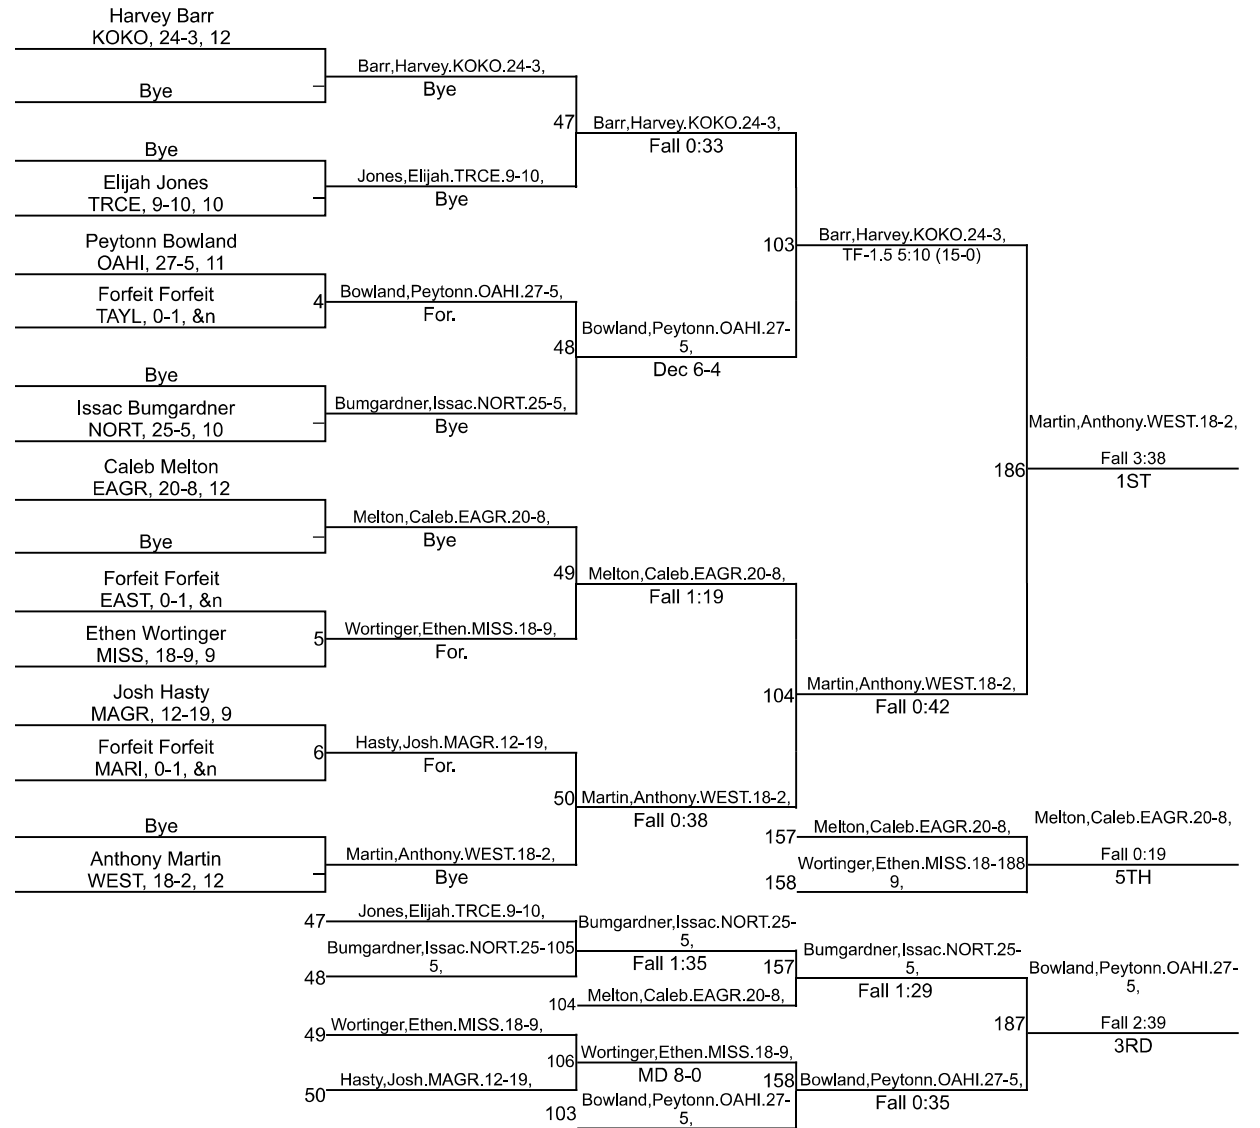 Harvey Barr
KOKO, 24-3, 12
Bye
Barr,Harvey.KOKO.24-3,
Bye
47
Barr,Harvey.KOKO.24-3,
Fall 0:33
Bye
Elijah Jones
TRCE, 9-10, 10
Jones,Elijah.TRCE.9-10,
Bye
103
Barr,Harvey.KOKO.24-3,
TF-1.5 5:10 (15-0)
Peytonn Bowland
OAHI, 27-5, 11
Forfeit Forfeit
TAYL, 0-1, &n
4
Bowland,Peytonn.OAHI.27-5,
For.
48
Bowland,Peytonn.OAHI.27-
5,
Dec 6-4
Bye
Issac Bumgardner
NORT, 25-5, 10
Bumgardner,Issac.NORT.25-5,
Bye
186
Martin,Anthony.WEST.18-2,
Fall 3:38
1ST
Caleb Melton
EAGR, 20-8, 12
Bye
Melton,Caleb.EAGR.20-8,
Bye
49
Melton,Caleb.EAGR.20-8,
Fall 1:19
Forfeit Forfeit
EAST, 0-1, &n
Ethen Wortinger
MISS, 18-9, 9
5
Wortinger,Ethen.MISS.18-9,
For.
104
Martin,Anthony.WEST.18-2,
Fall 0:42
Josh Hasty
MAGR, 12-19, 9
Forfeit Forfeit
MARI, 0-1, &n
6
Hasty,Josh.MAGR.12-19,
For.
50
Martin,Anthony.WEST.18-2,
Fall 0:38
Bye
Anthony Martin
WEST, 18-2, 12
Martin,Anthony.WEST.18-2,
Bye
157
Melton,Caleb.EAGR.20-8,
158
Wortinger,Ethen.MISS.18-188
9,
Melton,Caleb.EAGR.20-8,
Fall 0:19
5TH
47
Jones,Elijah.TRCE.9-10,
48
Bumgardner,Issac.NORT.25-105
5,
Bumgardner,Issac.NORT.25-
5,
Fall 1:35
157
104
Melton,Caleb.EAGR.20-8,
Bumgardner,Issac.NORT.25-
5,
Fall 1:29
187
Bowland,Peytonn.OAHI.27-
5,
Fall 2:39
3RD
49
Wortinger,Ethen.MISS.18-9,
50
Hasty,Josh.MAGR.12-19,
106
Wortinger,Ethen.MISS.18-9,
MD 8-0
158
103
Bowland,Peytonn.OAHI.27-
5,
Bowland,Peytonn.OAHI.27-5,
Fall 0:35